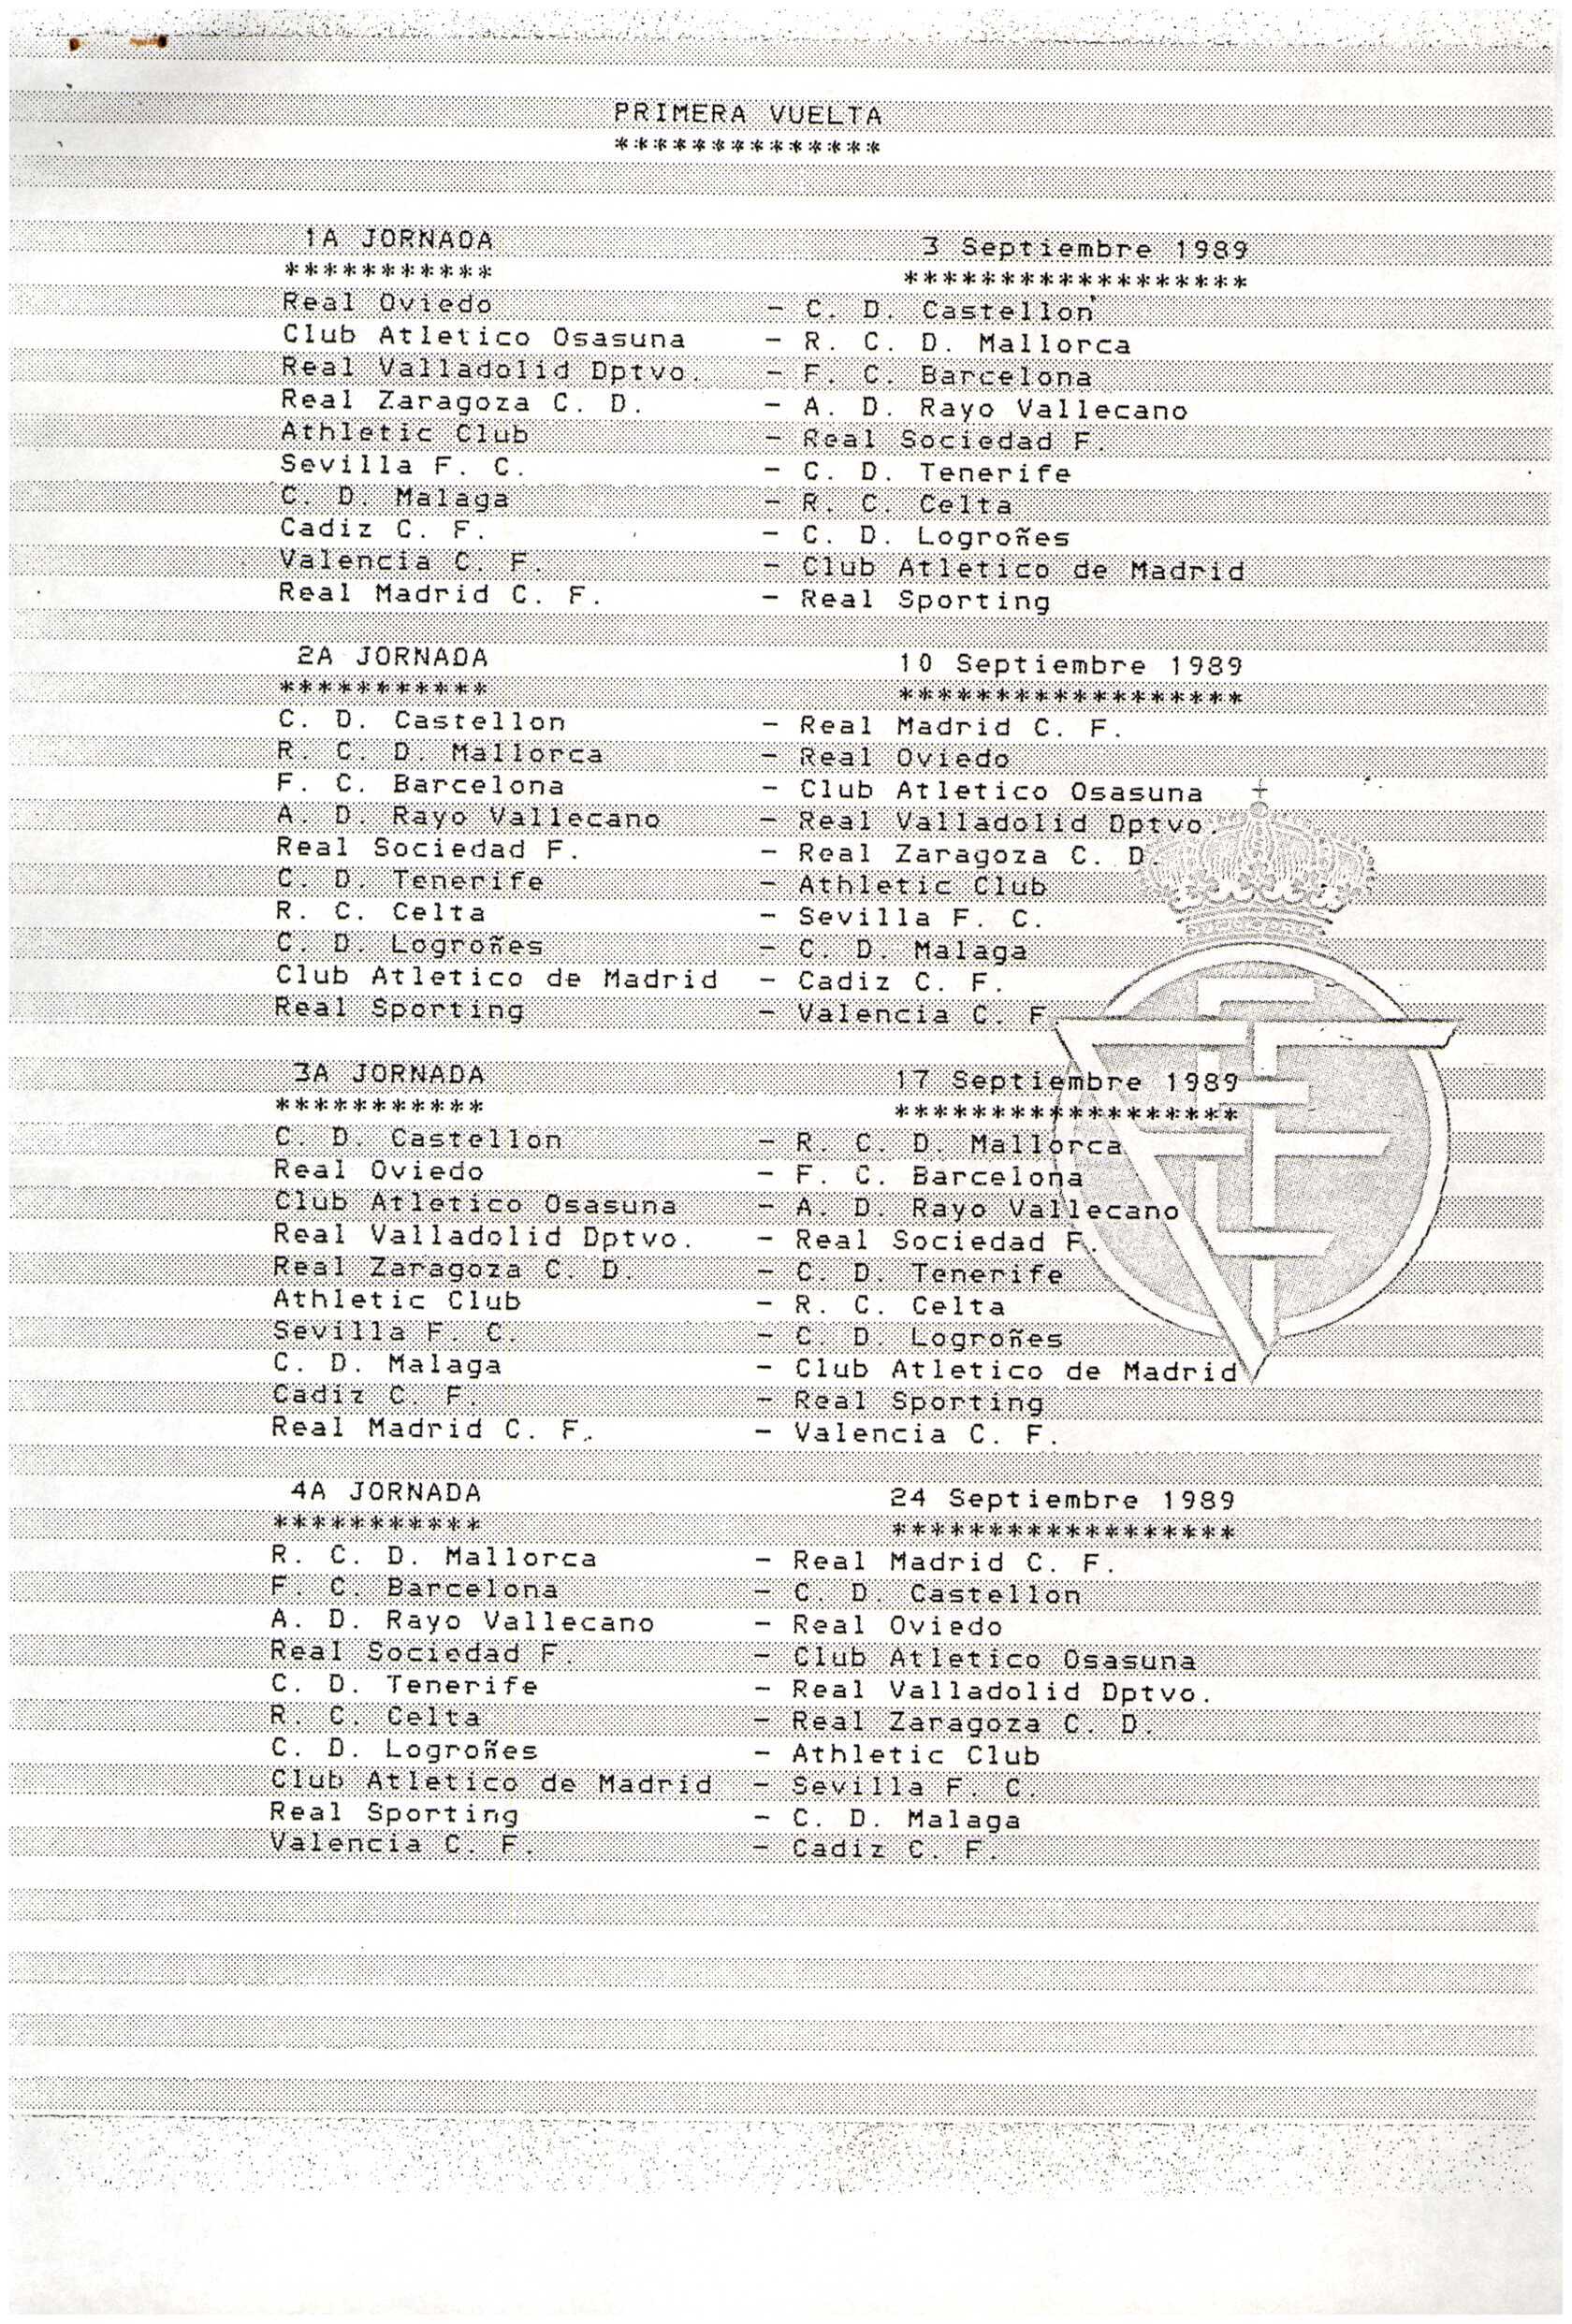 PRIMERA VUELTA
**************
1A JORNADA 3 Septiembre 1989
*********** ******************
Real Oviedo - C. D. Castellon
Club Atletico Osasuna - R. C. D. Mallorca
Real Valladolid Dptvo. - F. C. Barcelona
Real Zaragoza C. D. - A. D. Rayo Vallecano
Athletic Club - Real Sociedad F.
Sevilla F. C. - C. D. Tenerife
C. D. Malaga - R. C. Celta
Cadiz C. F. - C. D. Logroñes
Valencia C. F. - Club Atletico de Madrid
Real Madrid C. F. - Real Sporting
2A JORNADA 10 Septiembre 1989
*********** ******************
C. D. Castellon - Real Madrid C. F.
R. C. D. Mallorca - Real Oviedo
F. C. Barcelona - Club Atletico Osasuna
A. D. Rayo Vallecano - Real Valladolid Dptvo.
Real Sociedad F. - Real Zaragoza C. D.
C. D. Tenerife - Athletic Club
R. C. Celta - Sevilla F. C.
C. D. Logroñes - C. D. Malaga
Club Atletico de Madrid - Cadiz C. F.
Real Sporting - Valencia C. F.
3A JORNADA 17 Septiembre 1989
*********** ******************
C. D. Castellon - R. C. D. Mallorca
Real Oviedo - F. C. Barcelona
Club Atletico Osasuna - A. D. Rayo Vallecano
Real Valladolid Dptvo. - Real Sociedad F.
Real Zaragoza C. D. - C. D. Tenerife
Athletic Club - R. C. Celta
Sevilla F. C. - C. D. Logroñes
C. D. Malaga - Club Atletico de Madrid
Cadiz C. F. - Real Sporting
Real Madrid C. F. - Valencia C. F.
4A JORNADA 24 Septiembre 1989
*********** ******************
R. C. D. Mallorca - Real Madrid C. F.
F. C. Barcelona - C. D. Castellon
A. D. Rayo Vallecano - Real Oviedo
Real Sociedad F. - Club Atletico Osasuna
C. D. Tenerife - Real Valladolid Dptvo.
R. C. Celta - Real Zaragoza C. D.
C. D. Logroñes - Athletic Club
Club Atletico de Madrid - Sevilla F. C.
Real Sporting - C. D. Malaga
Valencia C. F. - Cadiz C. F.